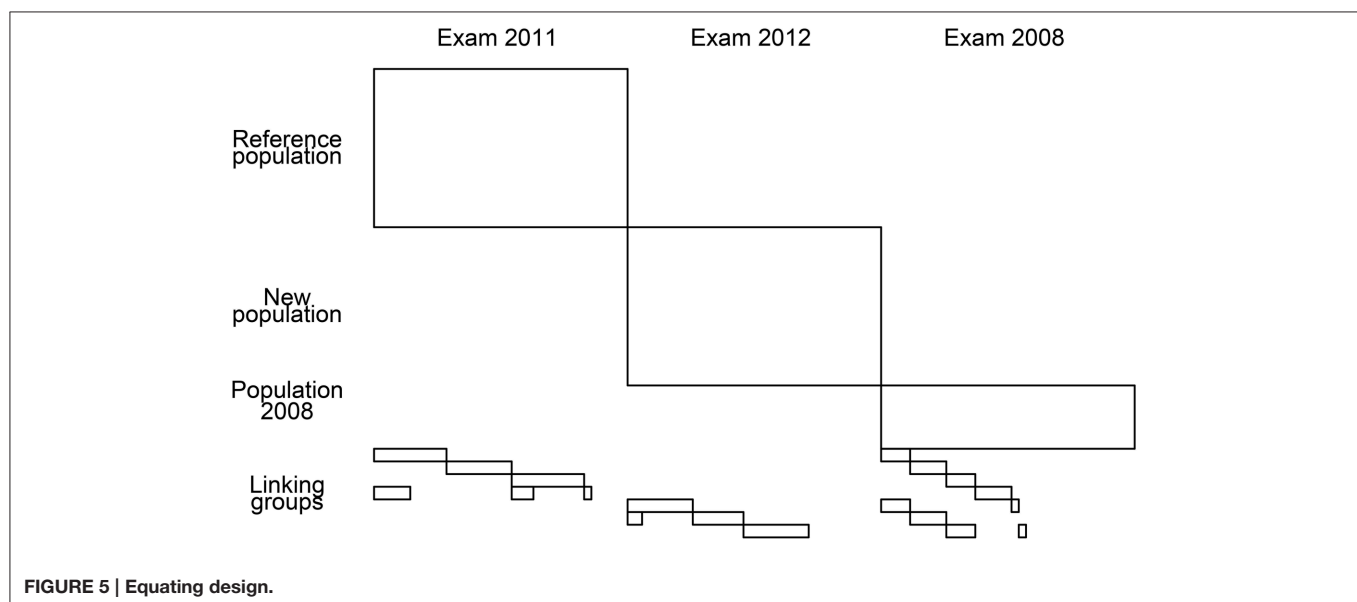 Exam 2011 Exam 2012 Exam 2008
Reference
population
New
population
Population
2008
Linking
groups
FIGURE 5 | Equating design.